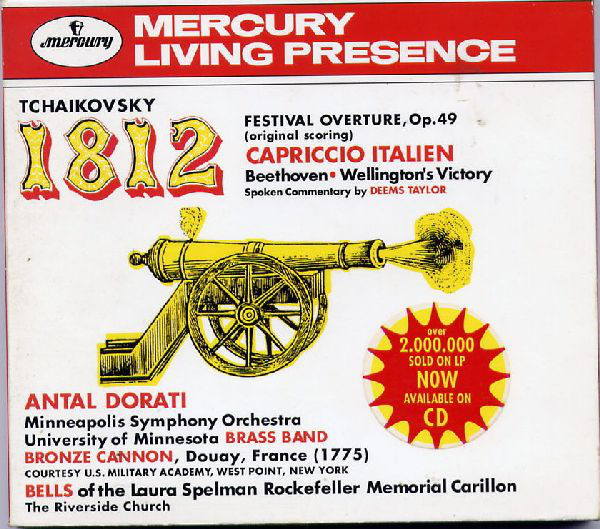 mercury
MERCURY
LIVING PRESENCE
TCHAIKOVSKY
1812
FESTIVAL OVERTURE, Op.49
(original scoring)
CAPRICCIO ITALIEN
Beethoven • Wellington's Victory
Spoken Commentary by DEEMS TAYLOR
over
2.000.000
SOLD ON LP
NOW
AVAILABLE ON
CD
ANTAL DORATI
Minneapolis Symphony Orchestra
University of Minnesota BRASS BAND
BRONZE CANNON, Douay, France (1775)
COURTESY U.S. MILITARY ACADEMY, WEST POINT, NEW YORK
BELLS of the Laura Spelman Rockefeller Memorial Carillon
The Riverside Church